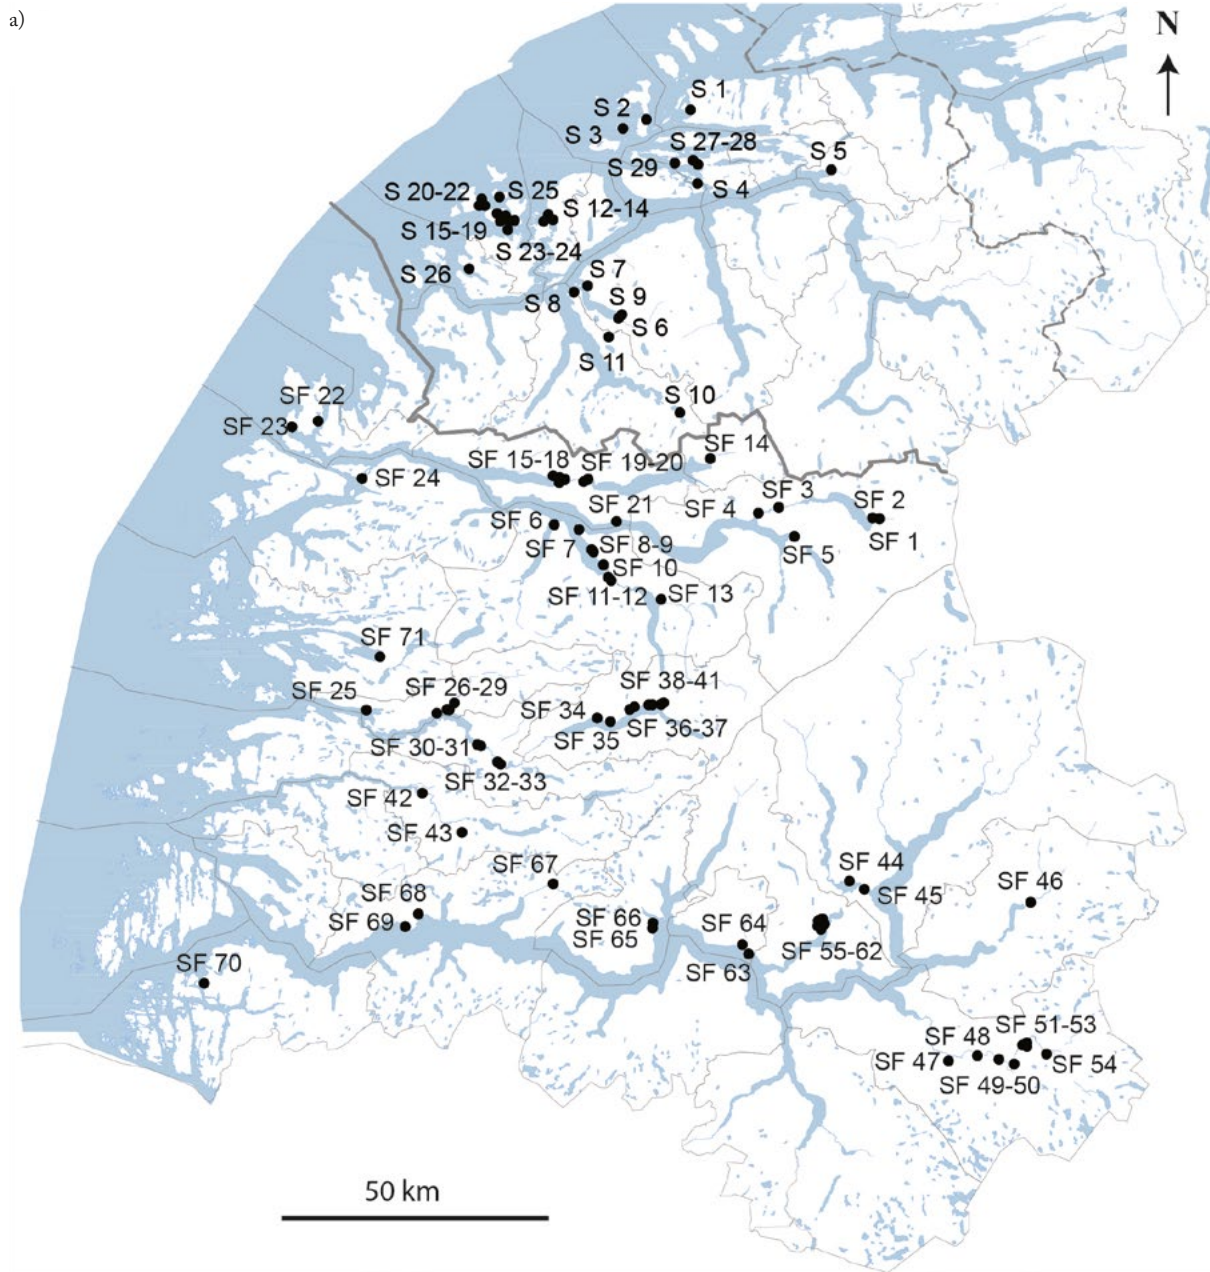 a)
N
S 1
S 2
S 3
S 27-28
S 29
S 5
S 4
S 20-22
S 25
S 12-14
S 15-19
S 23-24
S 26
S 7
S 8
S 9
S 6
S 11
S 10
SF 22
SF 23
SF 14
SF 15-18
SF 19-20
SF 24
SF 3
SF 2
SF 4
SF 21
SF 6
SF 1
SF 7
SF 8-9
SF 5
SF 10
SF 11-12
SF 13
SF 71
SF 25
SF 26-29
SF 38-41
SF 34
SF 36-37
SF 35
SF 30-31
SF 32-33
SF 42
SF 43
SF 67
SF 44
SF 45
SF 46
SF 68
SF 69
SF 66
SF 65
SF 64
SF 55-62
SF 63
SF 70
SF 51-53
SF 48
SF 47
SF 54
SF 49-50
50 km